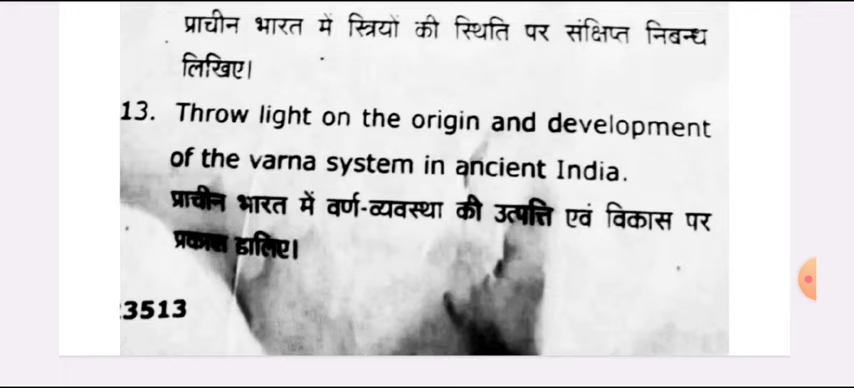 प्राचीन भारत में स्त्रियों की स्थिति पर संक्षिप्त निबन्ध
लिखिए।
13. Throw light on the origin and development
of the varna system in ancient India.
प्राचीन भारत में वर्ण-व्यवस्था की उत्पत्ति एवं विकास पर
प्रकाश डालिए।
3513